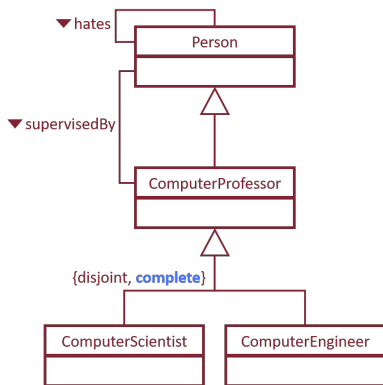 ▼ hates
Person
▼ supervisedBy
ComputerProfessor
{disjoint, complete}
ComputerScientist
ComputerEngineer